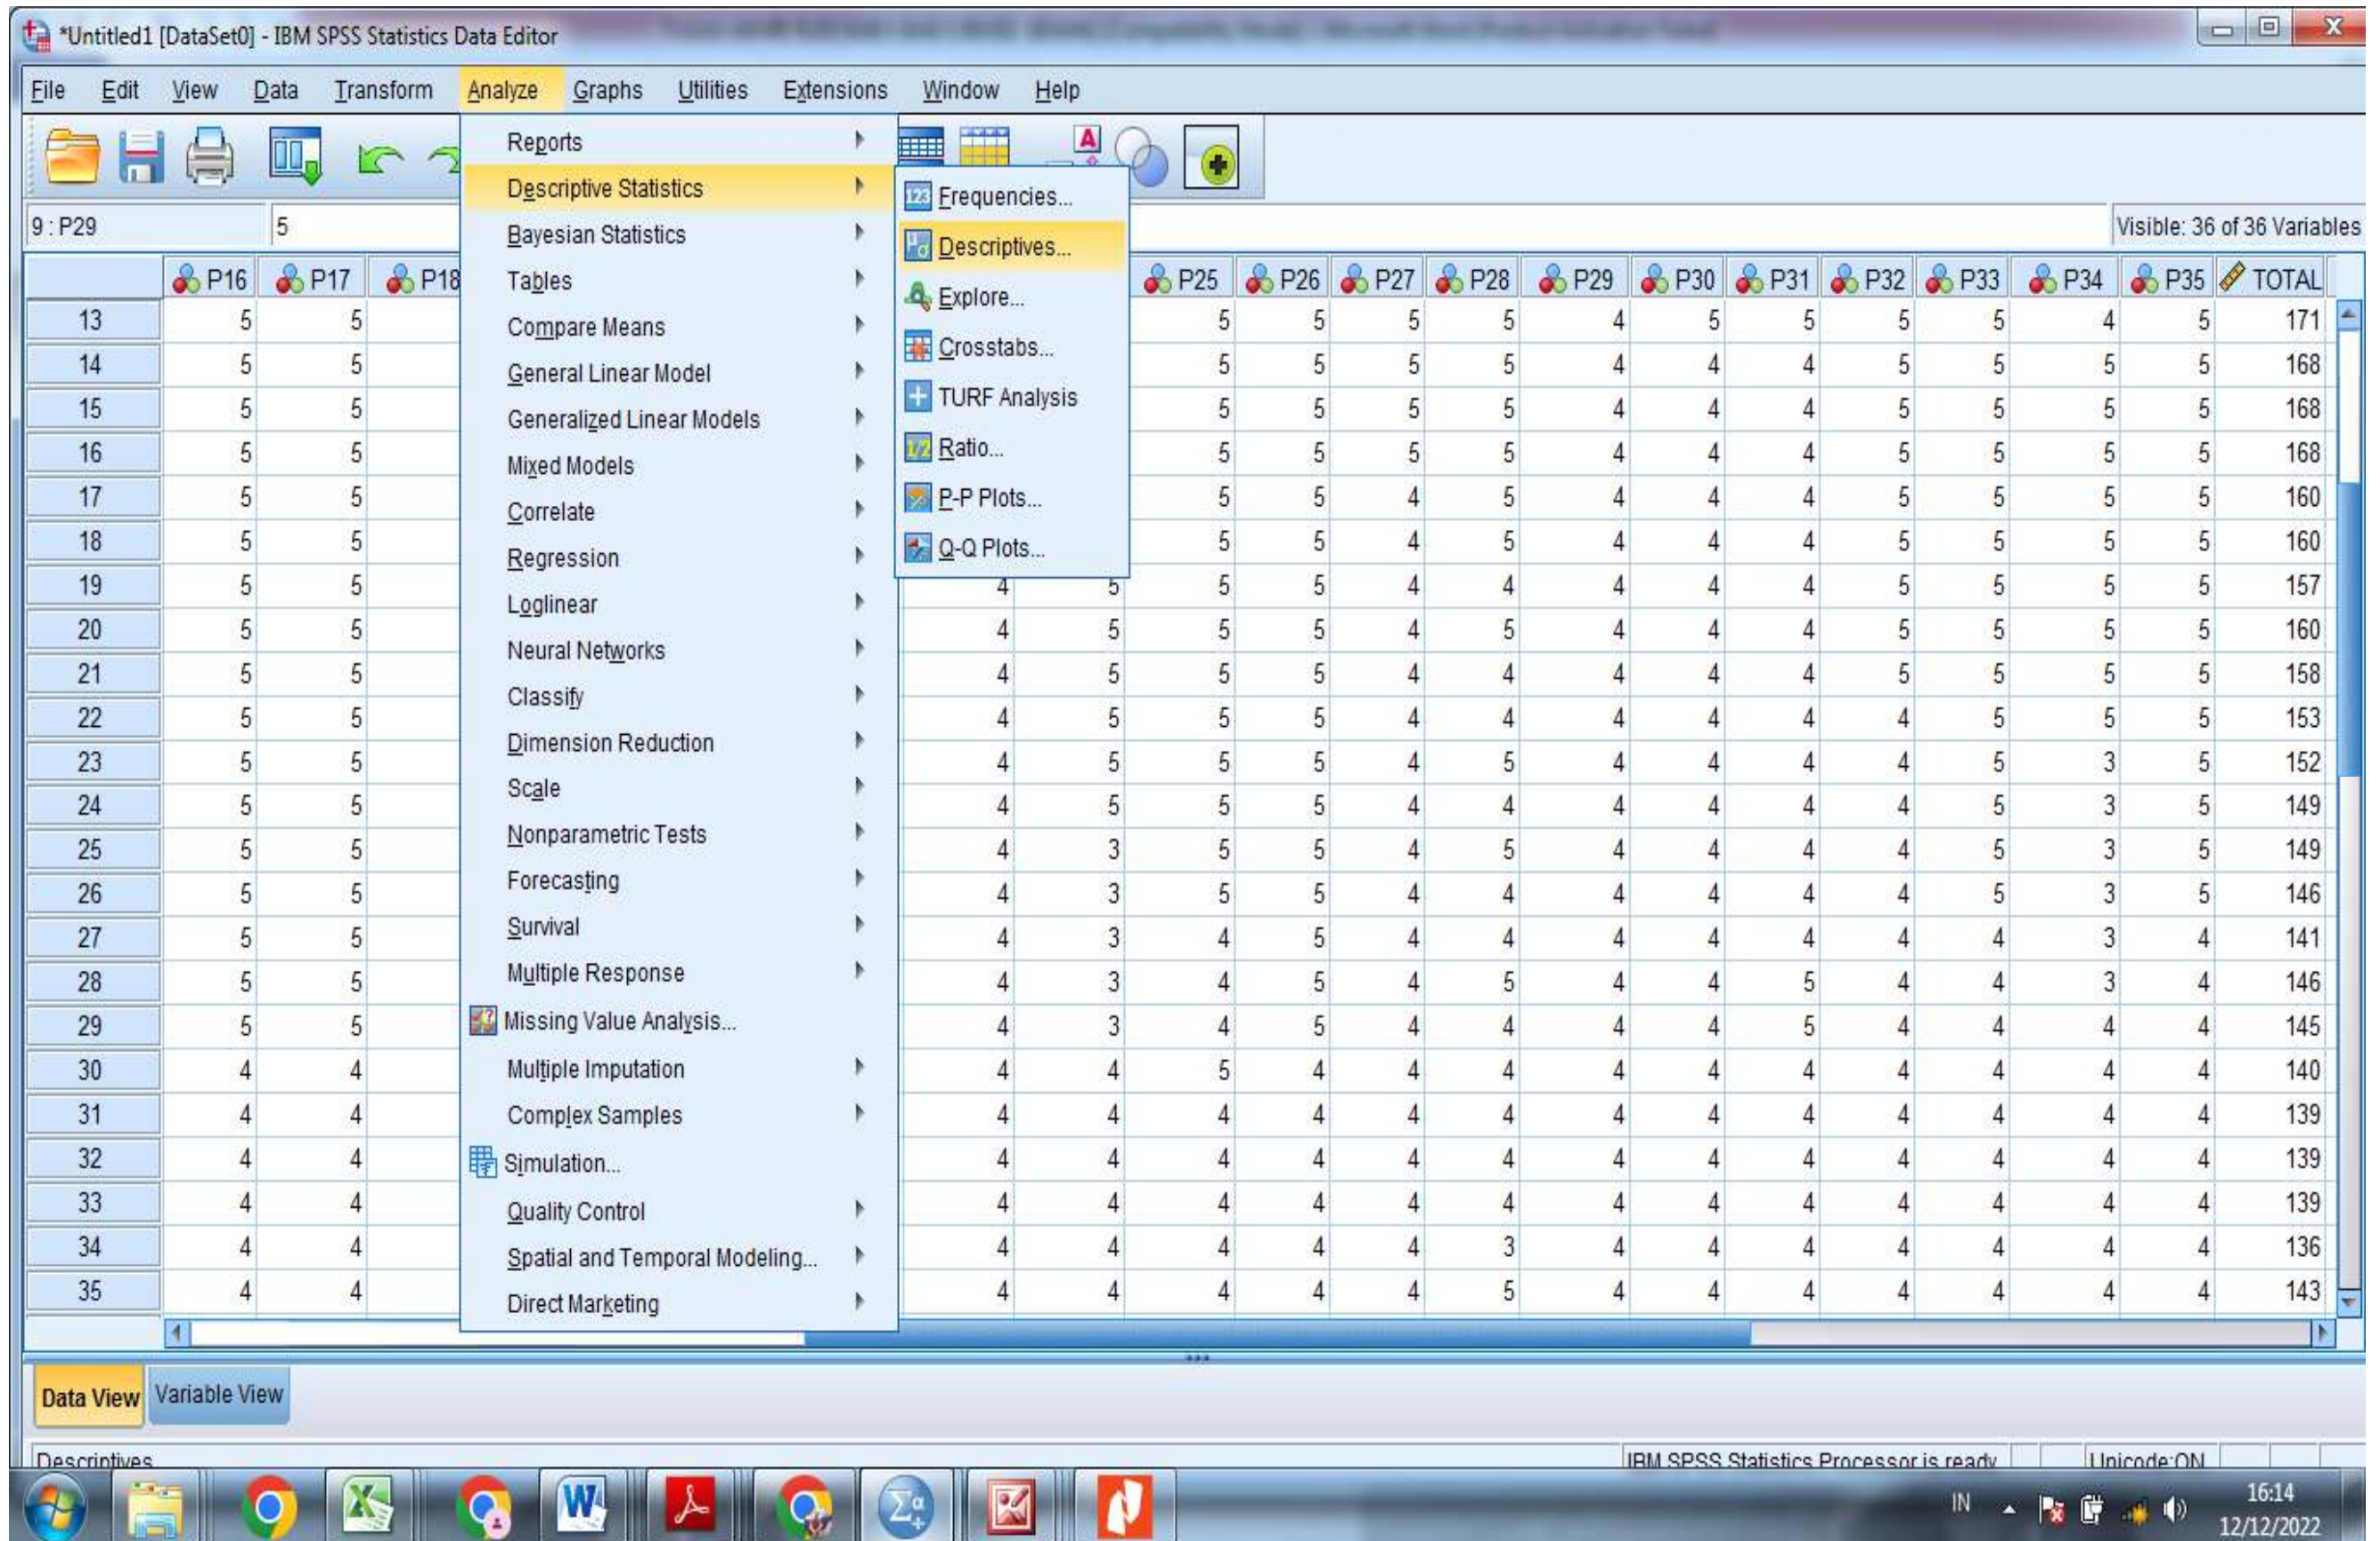 *Untitled1 [DataSet0] - IBM SPSS Statistics Data Editor
File Edit View Data Transform Analyze Graphs Utilities Extensions Window Help
9 : P29 5 Visible: 36 of 36 Variables
Reports
Descriptive Statistics
Bayesian Statistics
Tables
Compare Means
General Linear Model
Generalized Linear Models
Mixed Models
Correlate
Regression
Loglinear
Neural Networks
Classify
Dimension Reduction
Scale
Nonparametric Tests
Forecasting
Survival
Multiple Response
Missing Value Analysis...
Multiple Imputation
Complex Samples
Simulation...
Quality Control
Spatial and Temporal Modeling...
Direct Marketing
Frequencies...
Descriptives...
Explore...
Crosstabs...
TURF Analysis
Ratio...
P-P Plots...
Q-Q Plots...
P16 P17 P18 P25 P26 P27 P28 P29 P30 P31 P32 P33 P34 P35 TOTAL
13 5 5 5 5 5 5 4 5 5 5 5 4 5 171
14 5 5 5 5 5 5 4 4 4 5 5 5 5 168
15 5 5 5 5 5 5 4 4 4 5 5 5 5 168
16 5 5 5 5 5 5 4 4 4 5 5 5 5 168
17 5 5 5 5 4 5 4 4 4 5 5 5 5 160
18 5 5 5 5 4 5 4 4 4 5 5 5 5 160
19 5 5 4 5 5 5 4 4 4 4 4 5 5 5 5 157
20 5 5 4 5 5 5 4 5 4 4 4 5 5 5 5 160
21 5 5 4 5 5 5 4 4 4 4 4 5 5 5 5 158
22 5 5 4 5 5 5 4 4 4 4 4 4 5 5 5 153
23 5 5 4 5 5 5 4 5 4 4 4 4 5 3 5 152
24 5 5 4 5 5 5 4 4 4 4 4 4 5 3 5 149
25 5 5 4 3 5 5 4 5 4 4 4 4 5 3 5 149
26 5 5 4 3 5 5 4 4 4 4 4 4 5 3 5 146
27 5 5 4 3 4 5 4 4 4 4 4 4 4 3 4 141
28 5 5 4 3 4 5 4 5 4 4 5 4 4 3 4 146
29 5 5 4 3 4 5 4 4 4 4 5 4 4 4 4 145
30 4 4 4 4 5 4 4 4 4 4 4 4 4 4 4 140
31 4 4 4 4 4 4 4 4 4 4 4 4 4 4 4 139
32 4 4 4 4 4 4 4 4 4 4 4 4 4 4 4 139
33 4 4 4 4 4 4 4 4 4 4 4 4 4 4 4 139
34 4 4 4 4 4 4 4 3 4 4 4 4 4 4 4 136
35 4 4 4 4 4 4 4 5 4 4 4 4 4 4 4 143
Data View Variable View
Descriptives IBM SPSS Statistics Processor is ready Unicode:ON
IN 16:14
12/12/2022